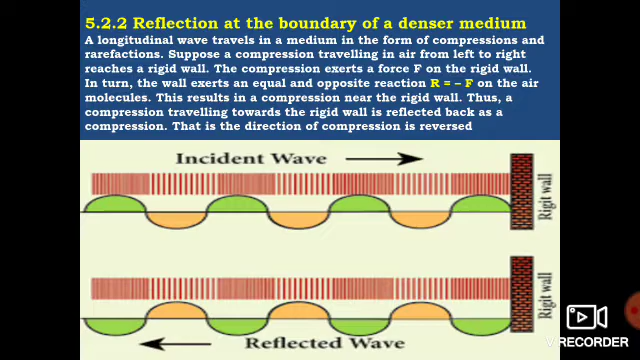 5.2.2 Reflection at the boundary of a denser medium
A longitudinal wave travels in a medium in the form of compressions and
rarefactions. Suppose a compression travelling in air from left to right
reaches a rigid wall. The compression exerts a force F on the rigid wall.
In turn, the wall exerts an equal and opposite reaction R = – F on the air
molecules. This results in a compression near the rigid wall. Thus, a
compression travelling towards the rigid wall is reflected back as a
compression. That is the direction of compression is reversed
Incident Wave
Rigit wall
Rigit wall
Reflected Wave
V.RECORDER